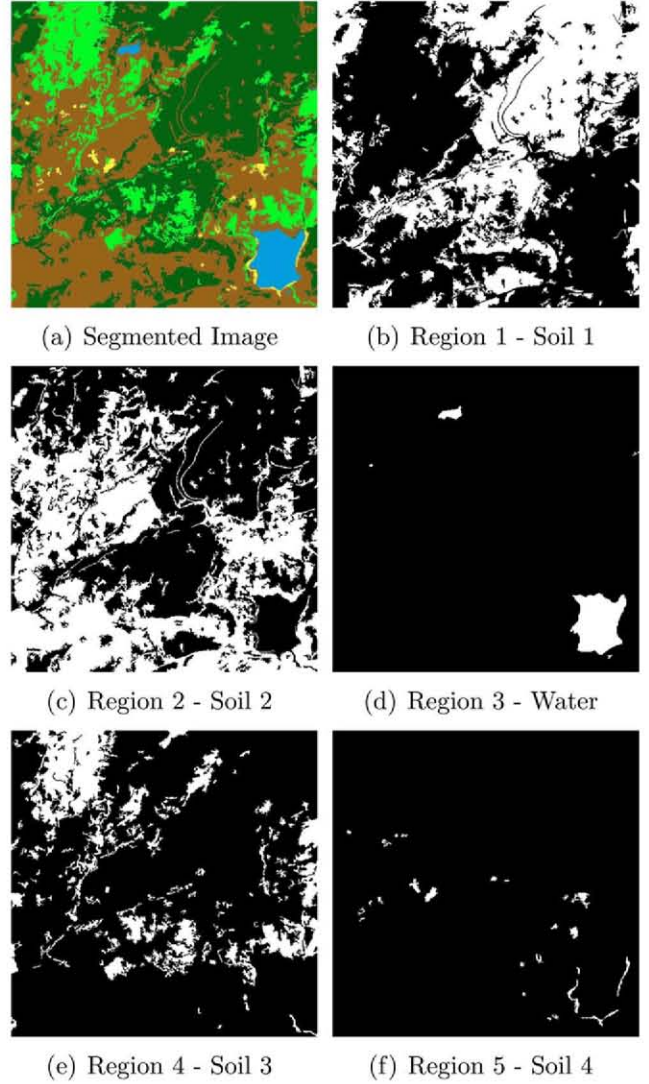 (a) Segmented Image
(b) Region 1 - Soil 1
(c) Region 2 - Soil 2
(d) Region 3 - Water
(e) Region 4 - Soil 3
(f) Region 5 - Soil 4